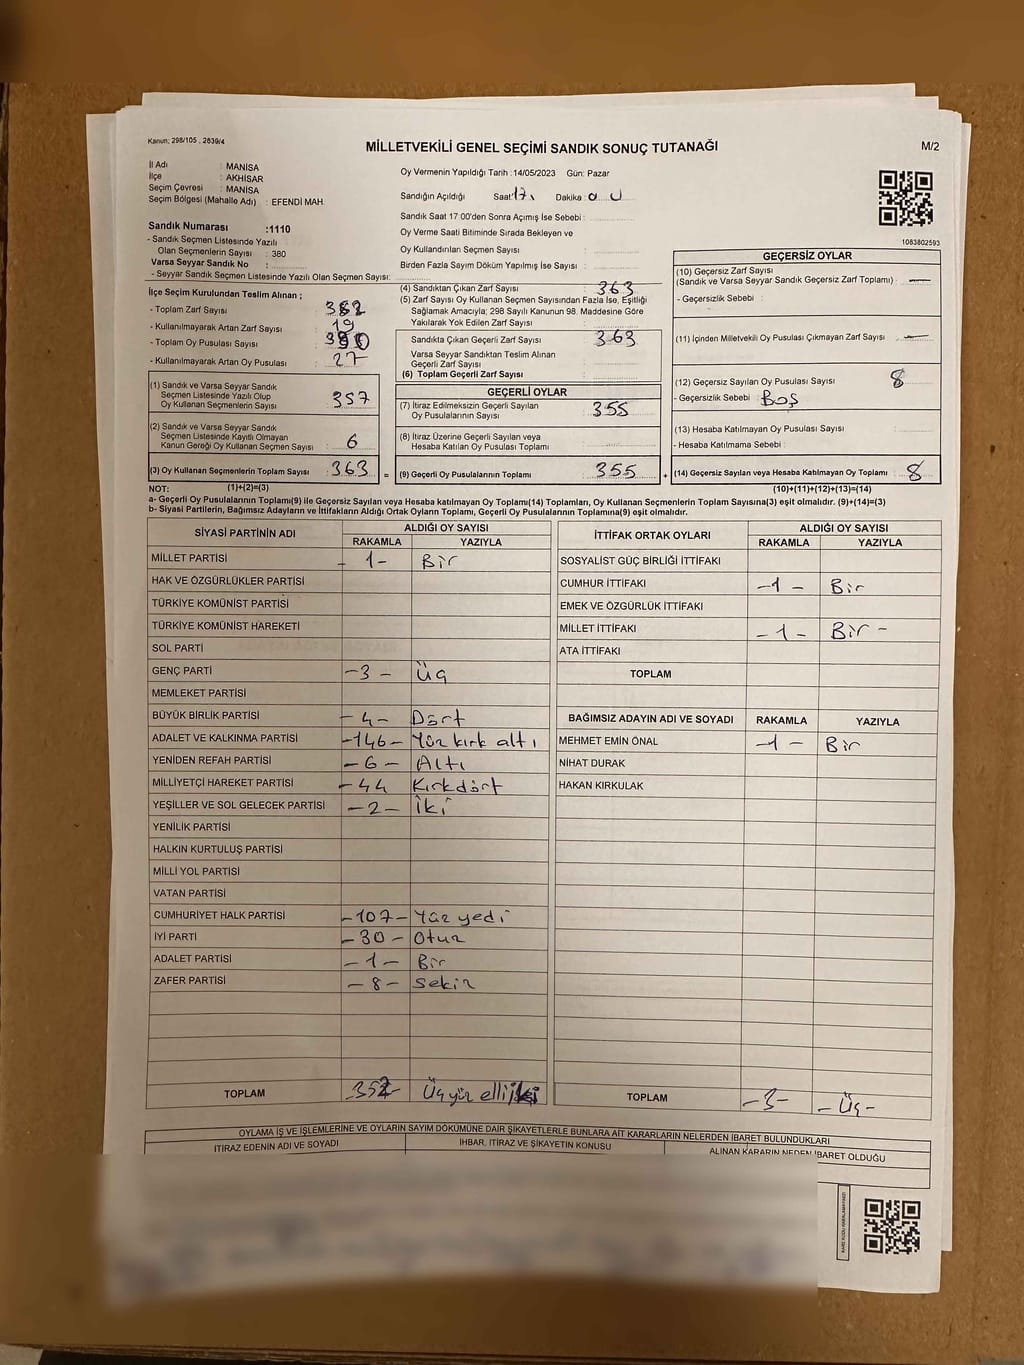 Kanun; 298/105 , 2839/4
MİLLETVEKİLİ GENEL SEÇİMİ SANDIK SONUÇ TUTANAĞI
M/2
İl Adı : MANİSA
İlçe : AKHİSAR
Seçim Çevresi : MANİSA
Seçim Bölgesi (Mahalle Adı) : EFENDİ MAH.
Sandık Numarası :1110
- Sandık Seçmen Listesinde Yazılı
Olan Seçmenlerin Sayısı : 380
Varsa Seyyar Sandık No :
- Seyyar Sandık Seçmen Listesinde Yazılı Olan Seçmen Sayısı:
Oy Vermenin Yapıldığı Tarih :14/05/2023 Gün: Pazar
Sandığın Açıldığı Saat: 17 Dakika :
Sandık Saat 17:00'den Sonra Açımış İse Sebebi :
Oy Verme Saati Bitiminde Sırada Bekleyen ve
Oy Kullandırılan Seçmen Sayısı :
Birden Fazla Sayım Döküm Yapılmış İse Sayısı :
1083802593
İlçe Seçim Kurulundan Teslim Alınan ;
- Toplam Zarf Sayısı : 382
- Kullanılmayarak Artan Zarf Sayısı : 19
- Toplam Oy Pusulası Sayısı : 390
- Kullanılmayarak Artan Oy Pusulası : 27
(1) Sandık ve Varsa Seyyar Sandık
Seçmen Listesinde Yazılı Olup
Oy Kullanan Seçmenlerin Sayısı : 357
(2) Sandık ve Varsa Seyyar Sandık
Seçmen Listesinde Kayıtlı Olmayan
Kanun Gereği Oy Kullanan Seçmen Sayısı : 6
(3) Oy Kullanan Seçmenlerin Toplam Sayısı : 363 =
(4) Sandıktan Çıkan Zarf Sayısı : 363
(5) Zarf Sayısı Oy Kullanan Seçmen Sayısından Fazla İse, Eşitliği
Sağlamak Amacıyla; 298 Sayılı Kanunun 98. Maddesine Göre
Yakılarak Yok Edilen Zarf Sayısı :
Sandıkta Çıkan Geçerli Zarf Sayısı : 363
Varsa Seyyar Sandıktan Teslim Alınan
Geçerli Zarf Sayısı :
(6) Toplam Geçerli Zarf Sayısı :
GEÇERLİ OYLAR
(7) İtiraz Edilmeksizin Geçerli Sayılan
Oy Pusulalarının Sayısı : 355
(8) İtiraz Üzerine Geçerli Sayılan veya
Hesaba Katılan Oy Pusulası Toplamı :
(9) Geçerli Oy Pusulalarının Toplamı : 355 +
GEÇERSİZ OYLAR
(10) Geçersiz Zarf Sayısı
(Sandık ve Varsa Seyyar Sandık Geçersiz Zarf Toplamı) : —
- Geçersizlik Sebebi :
(11) İçinden Milletvekili Oy Pusulası Çıkmayan Zarf Sayısı : —
(12) Geçersiz Sayılan Oy Pusulası Sayısı : 8
- Geçersizlik Sebebi : Boş
(13) Hesaba Katılmayan Oy Pusulası Sayısı :
- Hesaba Katılmama Sebebi :
(14) Geçersiz Sayılan veya Hesaba Katılmayan Oy Toplamı : 8
NOT: (1)+(2)=(3) (10)+(11)+(12)+(13)=(14)
a- Geçerli Oy Pusulalarının Toplamı(9) ile Geçersiz Sayılan veya Hesaba katılmayan Oy Toplamı(14) Toplamları, Oy Kullanan Seçmenlerin Toplam Sayısına(3) eşit olmalıdır. (9)+(14)=(3)
b- Siyasi Partilerin, Bağımsız Adayların ve İttifakların Aldığı Ortak Oyların Toplamı, Geçerli Oy Pusulalarının Toplamına(9) eşit olmalıdır.
SİYASİ PARTİNİN ADI ALDIĞI OY SAYISI
RAKAMLA YAZIYLA
MİLLET PARTİSİ - 1 - Bir
HAK VE ÖZGÜRLÜKLER PARTİSİ
TÜRKİYE KOMÜNİST PARTİSİ
TÜRKİYE KOMÜNİST HAREKETİ
SOL PARTİ
GENÇ PARTİ - 3 - Üç
MEMLEKET PARTİSİ
BÜYÜK BİRLİK PARTİSİ - 4 - Dört
ADALET VE KALKINMA PARTİSİ - 146 - Yüz kırk altı
YENİDEN REFAH PARTİSİ - 6 - Altı
MİLLİYETÇİ HAREKET PARTİSİ - 44 Kırkdört
YEŞİLLER VE SOL GELECEK PARTİSİ - 2 - İki
YENİLİK PARTİSİ
HALKIN KURTULUŞ PARTİSİ
MİLLİ YOL PARTİSİ
VATAN PARTİSİ
CUMHURİYET HALK PARTİSİ - 107 - Yüz yedi
İYİ PARTİ - 30 - Otuz
ADALET PARTİSİ - 1 - Bir
ZAFER PARTİSİ - 8 - Sekiz
TOPLAM 352 - Üçyüz elliiki
İTTİFAK ORTAK OYLARI ALDIĞI OY SAYISI
RAKAMLA YAZIYLA
SOSYALİST GÜÇ BİRLİĞİ İTTİFAKI
CUMHUR İTTİFAKI - 1 - Bir
EMEK VE ÖZGÜRLÜK İTTİFAKI
MİLLET İTTİFAKI - 1 - Bir -
ATA İTTİFAKI
TOPLAM
BAĞIMSIZ ADAYIN ADI VE SOYADI RAKAMLA YAZIYLA
MEHMET EMİN ÖNAL - 1 - Bir
NİHAT DURAK
HAKAN KIRKULAK
TOPLAM - 3 - - Üç -
OYLAMA İŞ VE İŞLEMLERİNE VE OYLARIN SAYIM DÖKÜMÜNE DAİR ŞİKAYETLERLE BUNLARA AİT KARARLARIN NELERDEN İBARET BULUNDUKLARI
İTİRAZ EDENİN ADI VE SOYADI İHBAR, İTİRAZ VE ŞİKAYETİN KONUSU ALINAN KARARIN NEDEN İBARET OLDUĞU